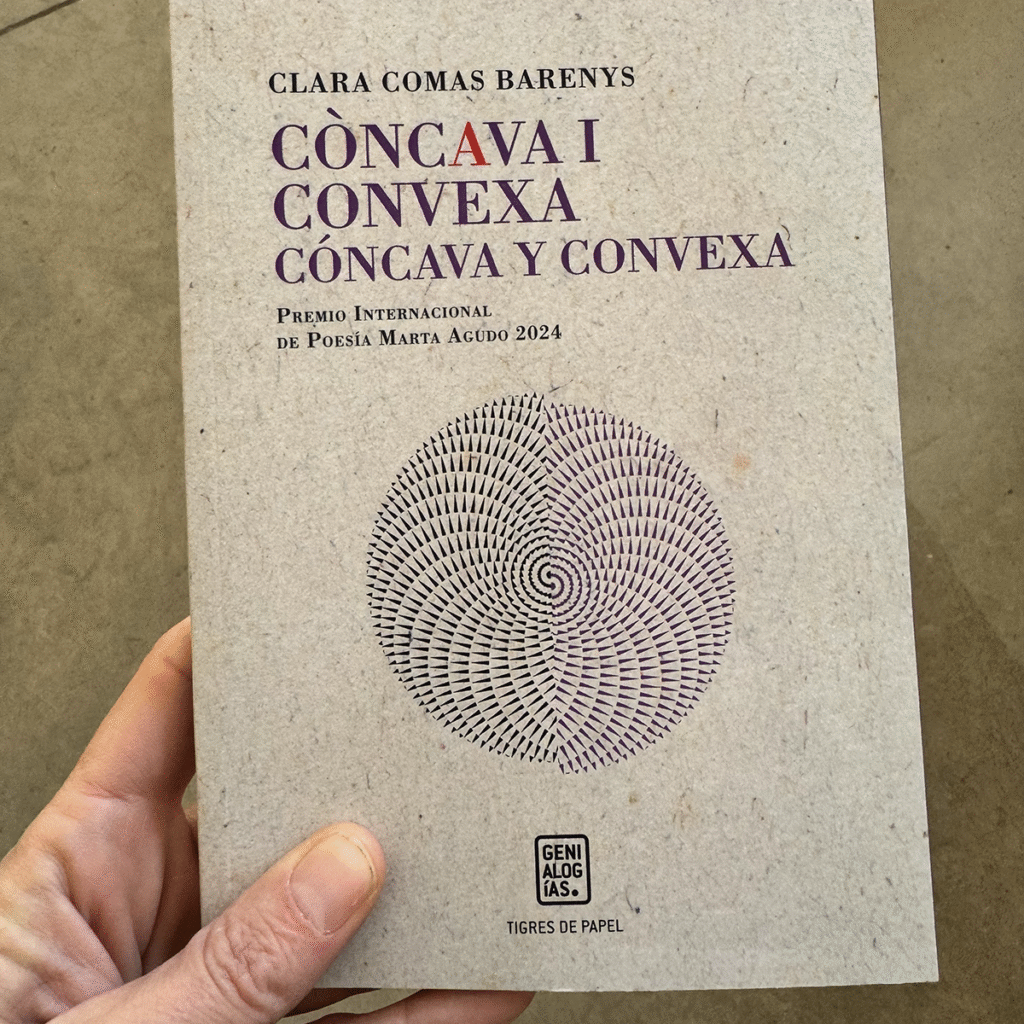 CLARA COMAS BARENYS
CÒNCAVA I
CONVEXA
CÓNCAVA Y CONVEXA
PREMIO INTERNACIONAL
DE POESÍA MARTA AGUDO 2024
GENI
ALOG
ÍAS.
TIGRES DE PAPEL